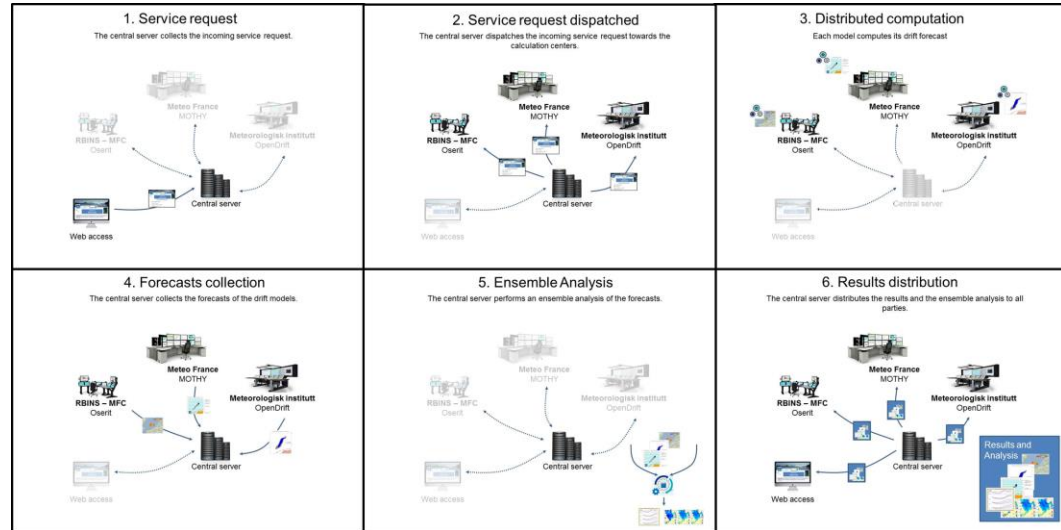 1. Service request
The central server collects the incoming service request.
Meteo France
MOTHY
Meteorologisk institutt
OpenDrift
RBINS – MFC
Oserit
Central server
Web access
2. Service request dispatched
The central server dispatches the incoming service request towards the
calculation centers.
Meteo France
MOTHY
Meteorologisk institutt
OpenDrift
RBINS – MFC
Oserit
Central server
Web access
3. Distributed computation
Each model computes its drift forecast
Meteo France
MOTHY
Meteorologisk institutt
OpenDrift
RBINS – MFC
Oserit
Central server
Web access
4. Forecasts collection
The central server collects the forecasts of the drift models.
Meteo France
MOTHY
Meteorologisk institutt
OpenDrift
RBINS – MFC
Oserit
Central server
Web access
5. Ensemble Analysis
The central server performs an ensemble analysis of the forecasts.
Meteo France
MOTHY
Meteorologisk institutt
OpenDrift
RBINS – MFC
Oserit
Central server
Web access
6. Results distribution
The central server distributes the results and the ensemble analysis to all
parties.
Meteo France
MOTHY
Meteorologisk institutt
OpenDrift
RBINS – MFC
Oserit
Central server
Web access
Results and
Analysis